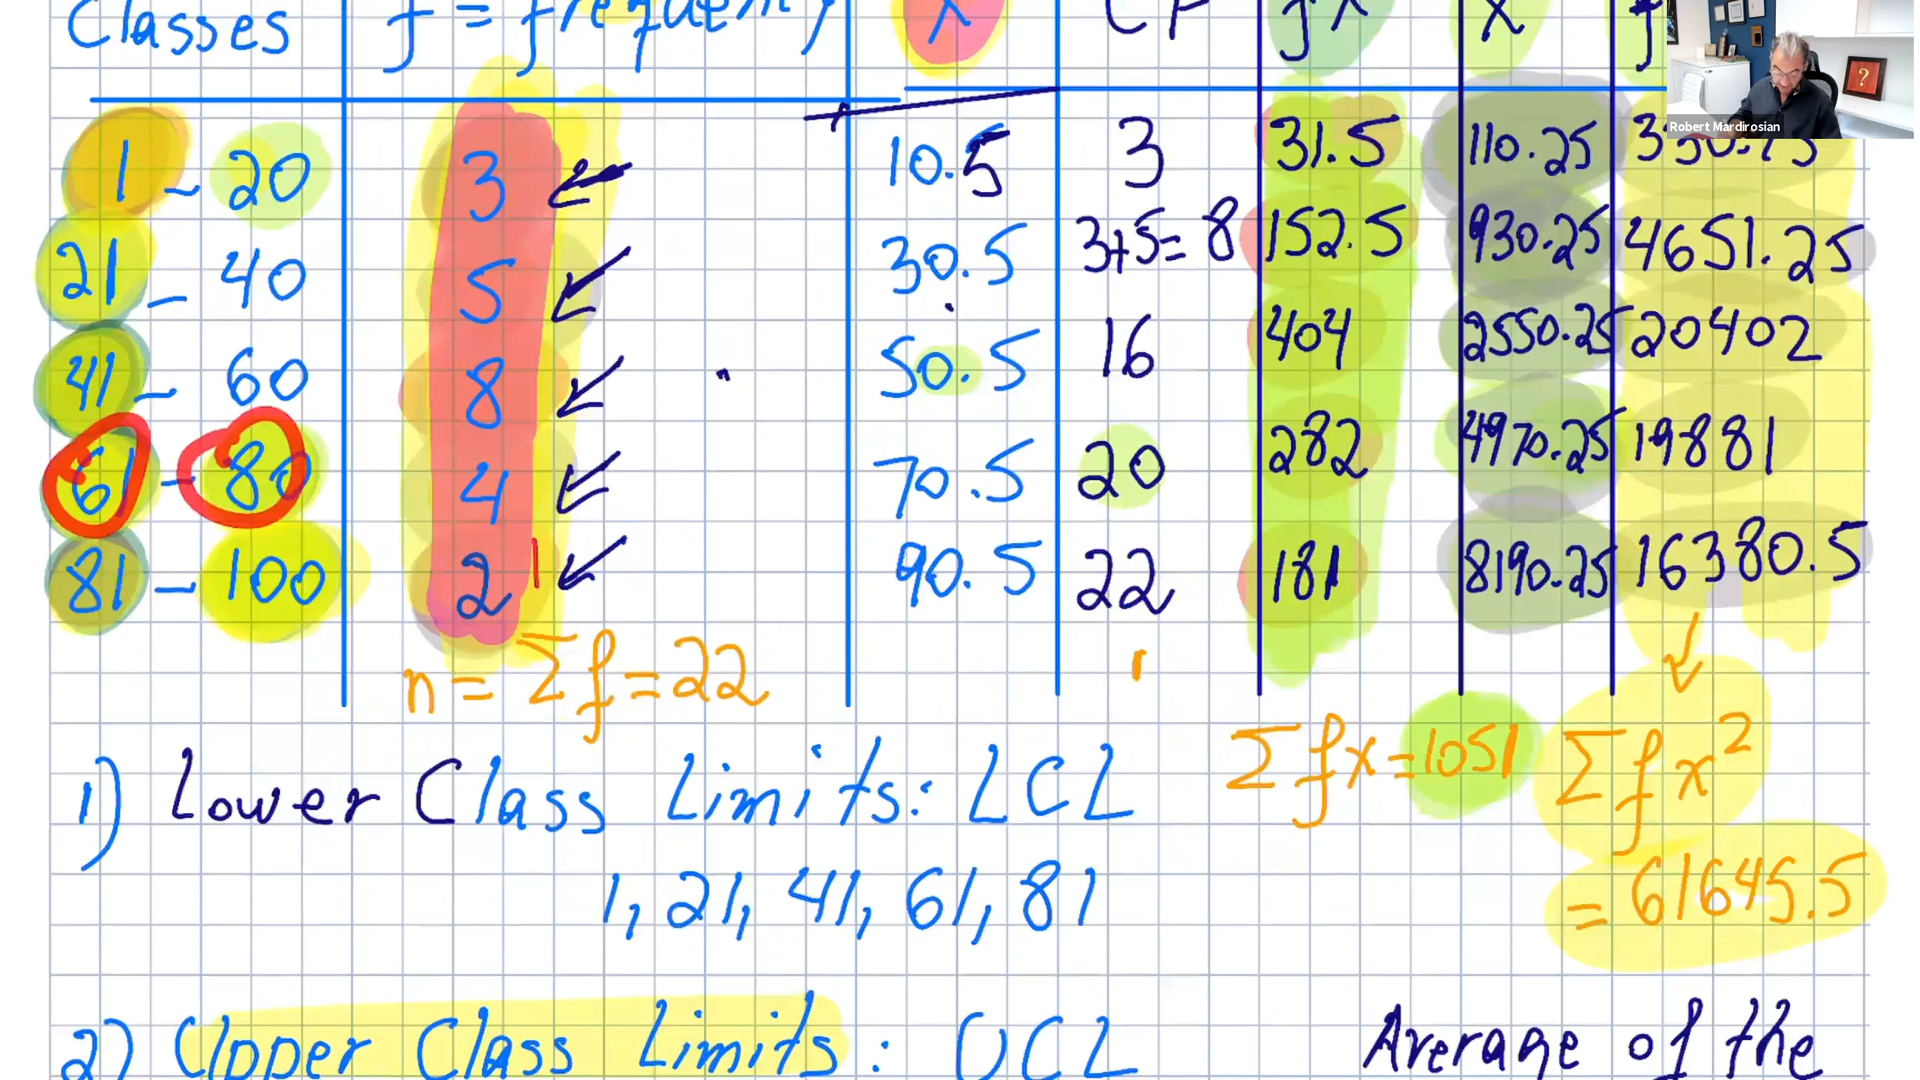 Classes f = frequency x CF fx x f
1 - 20 3 10.5 3 31.5 110.25 330.75
21 - 40 5 30.5 3+5= 8 152.5 930.25 4651.25
41 - 60 8 50.5 16 404 2550.25 20402
61 - 80 4 70.5 20 282 4970.25 19881
81 - 100 2 90.5 22 181 8190.25 16380.5
n = Σf = 22
Σfx = 1051 Σfx²
= 61645.5
1) Lower Class Limits: LCL
1, 21, 41, 61, 81
2) Upper Class Limits: UCL
Average of the
Robert Mardirosian
?